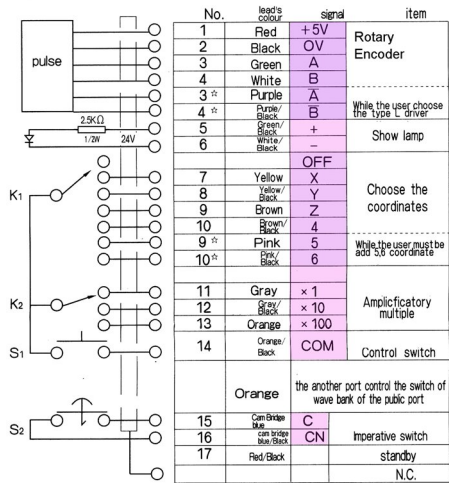 No. lead's colour signal item
1 Red +5V
2 Black 0V
3 Green A
4 White B
Rotary Encoder
pulse
3☆ Purple A̅
4☆ Purple/Black B̅
While the user choose the type L driver
2.5KΩ
1/2W
24V
5 Green/Black +
6 White/Black −
Show lamp
OFF
K1
7 Yellow X
8 Yellow/Black Y
9 Brown Z
10 Brown/Black 4
Choose the coordinates
9☆ Pink 5
10☆ Pink/Black 6
While the user must be add 5,6 coordinate
K2
11 Gray ×1
12 Gray/Black ×10
13 Orange ×100
Amplicficatory multiple
S1
14 Orange/Black COM Control switch
Orange
the another port control the switch of wave bank of the pubic port
S2
15 Cam Bridge blue C
16 cam bridge blue/Black CN
Imperative switch
17 Red/Black standby
N.C.